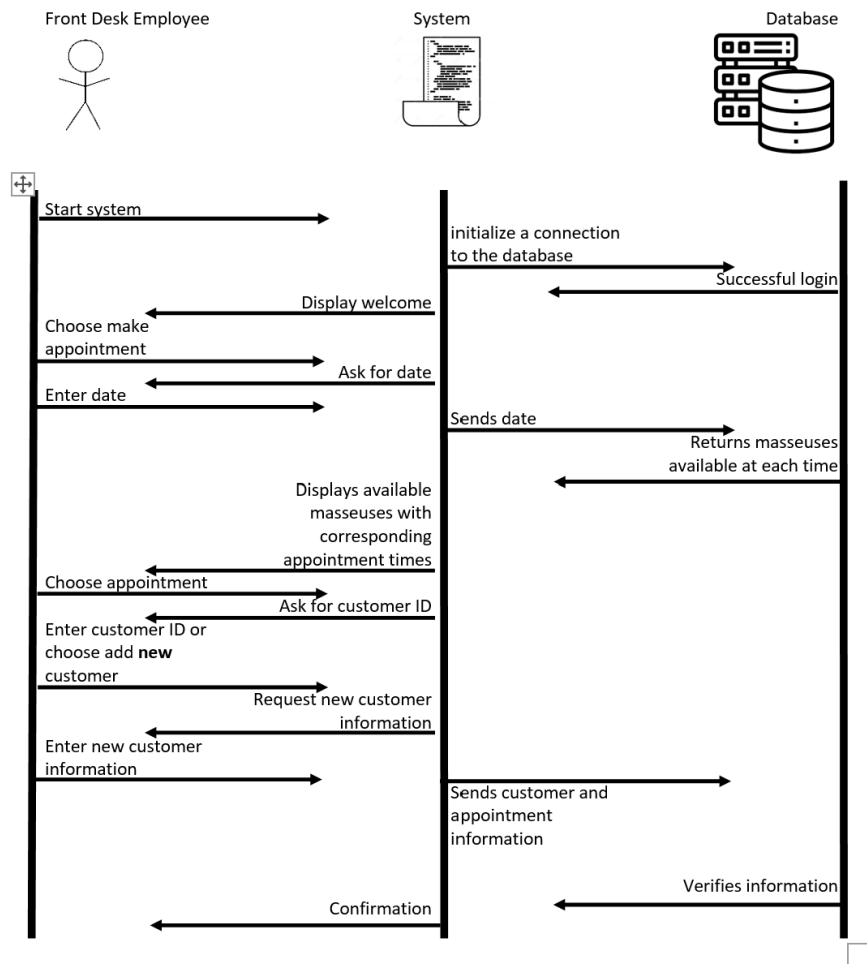 Front Desk Employee
System
Database
Start system
initialize a connection
to the database
Successful login
Display welcome
Choose make
appointment
Ask for date
Enter date
Sends date
Returns masseuses
available at each time
Displays available
masseuses with
corresponding
appointment times
Choose appointment
Ask for customer ID
Enter customer ID or
choose add new
customer
Request new customer
information
Enter new customer
information
Sends customer and
appointment
information
Verifies information
Confirmation